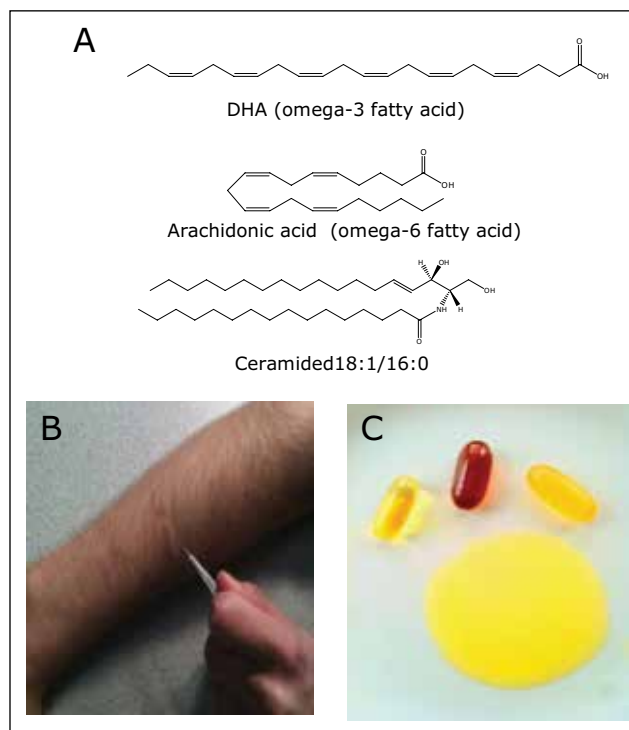 A
O
OH
DHA (omega-3 fatty acid)
O
OH
Arachidonic acid  (omega-6 fatty acid)
H
OH
OH
NH
H
O
Ceramided18:1/16:0
B
C